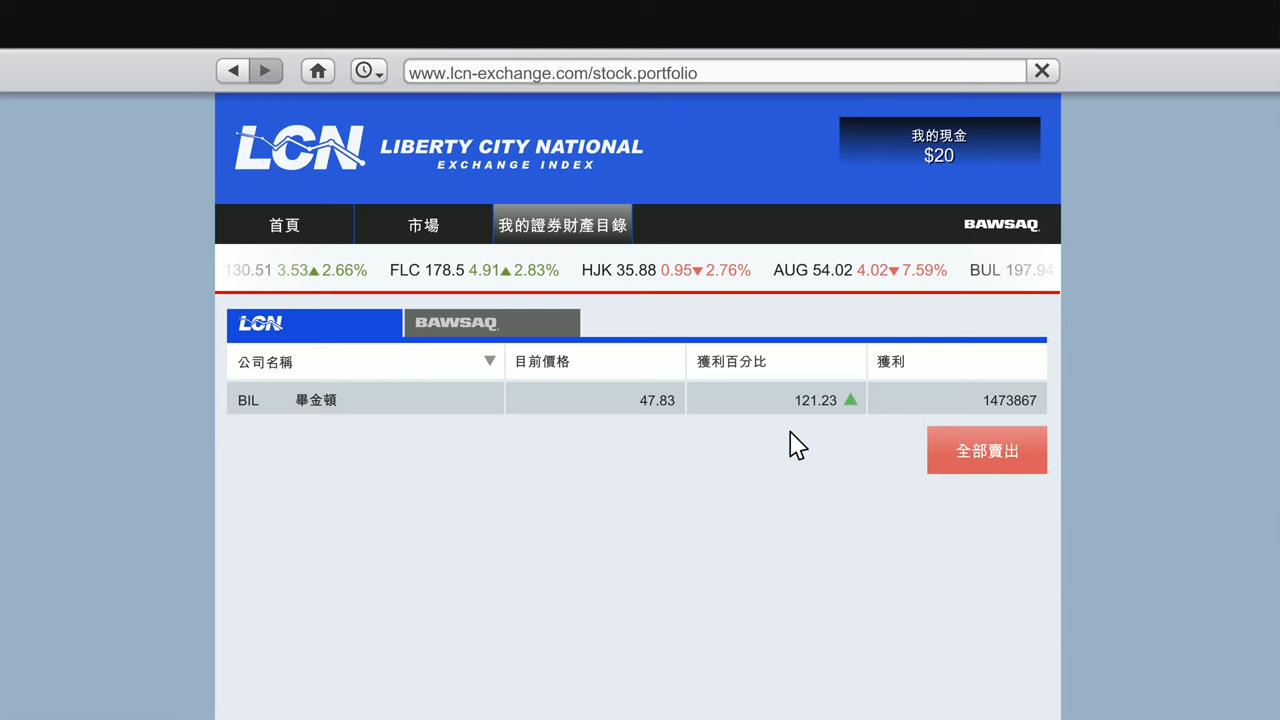 www.lcn-exchange.com/stock.portfolio
LCN LIBERTY CITY NATIONAL
EXCHANGE INDEX
我的現金
$20
首頁 市場 我的證券財產目錄 BAWSAQ
130.51 3.53▲2.66% FLC 178.5 4.91▲2.83% HJK 35.88 0.95▼2.76% AUG 54.02 4.02▼7.59% BUL 197.94
LCN BAWSAQ
公司名稱 ▼ 目前價格 獲利百分比 獲利
BIL 畢金頓 47.83 121.23 ▲ 1473867
全部賣出